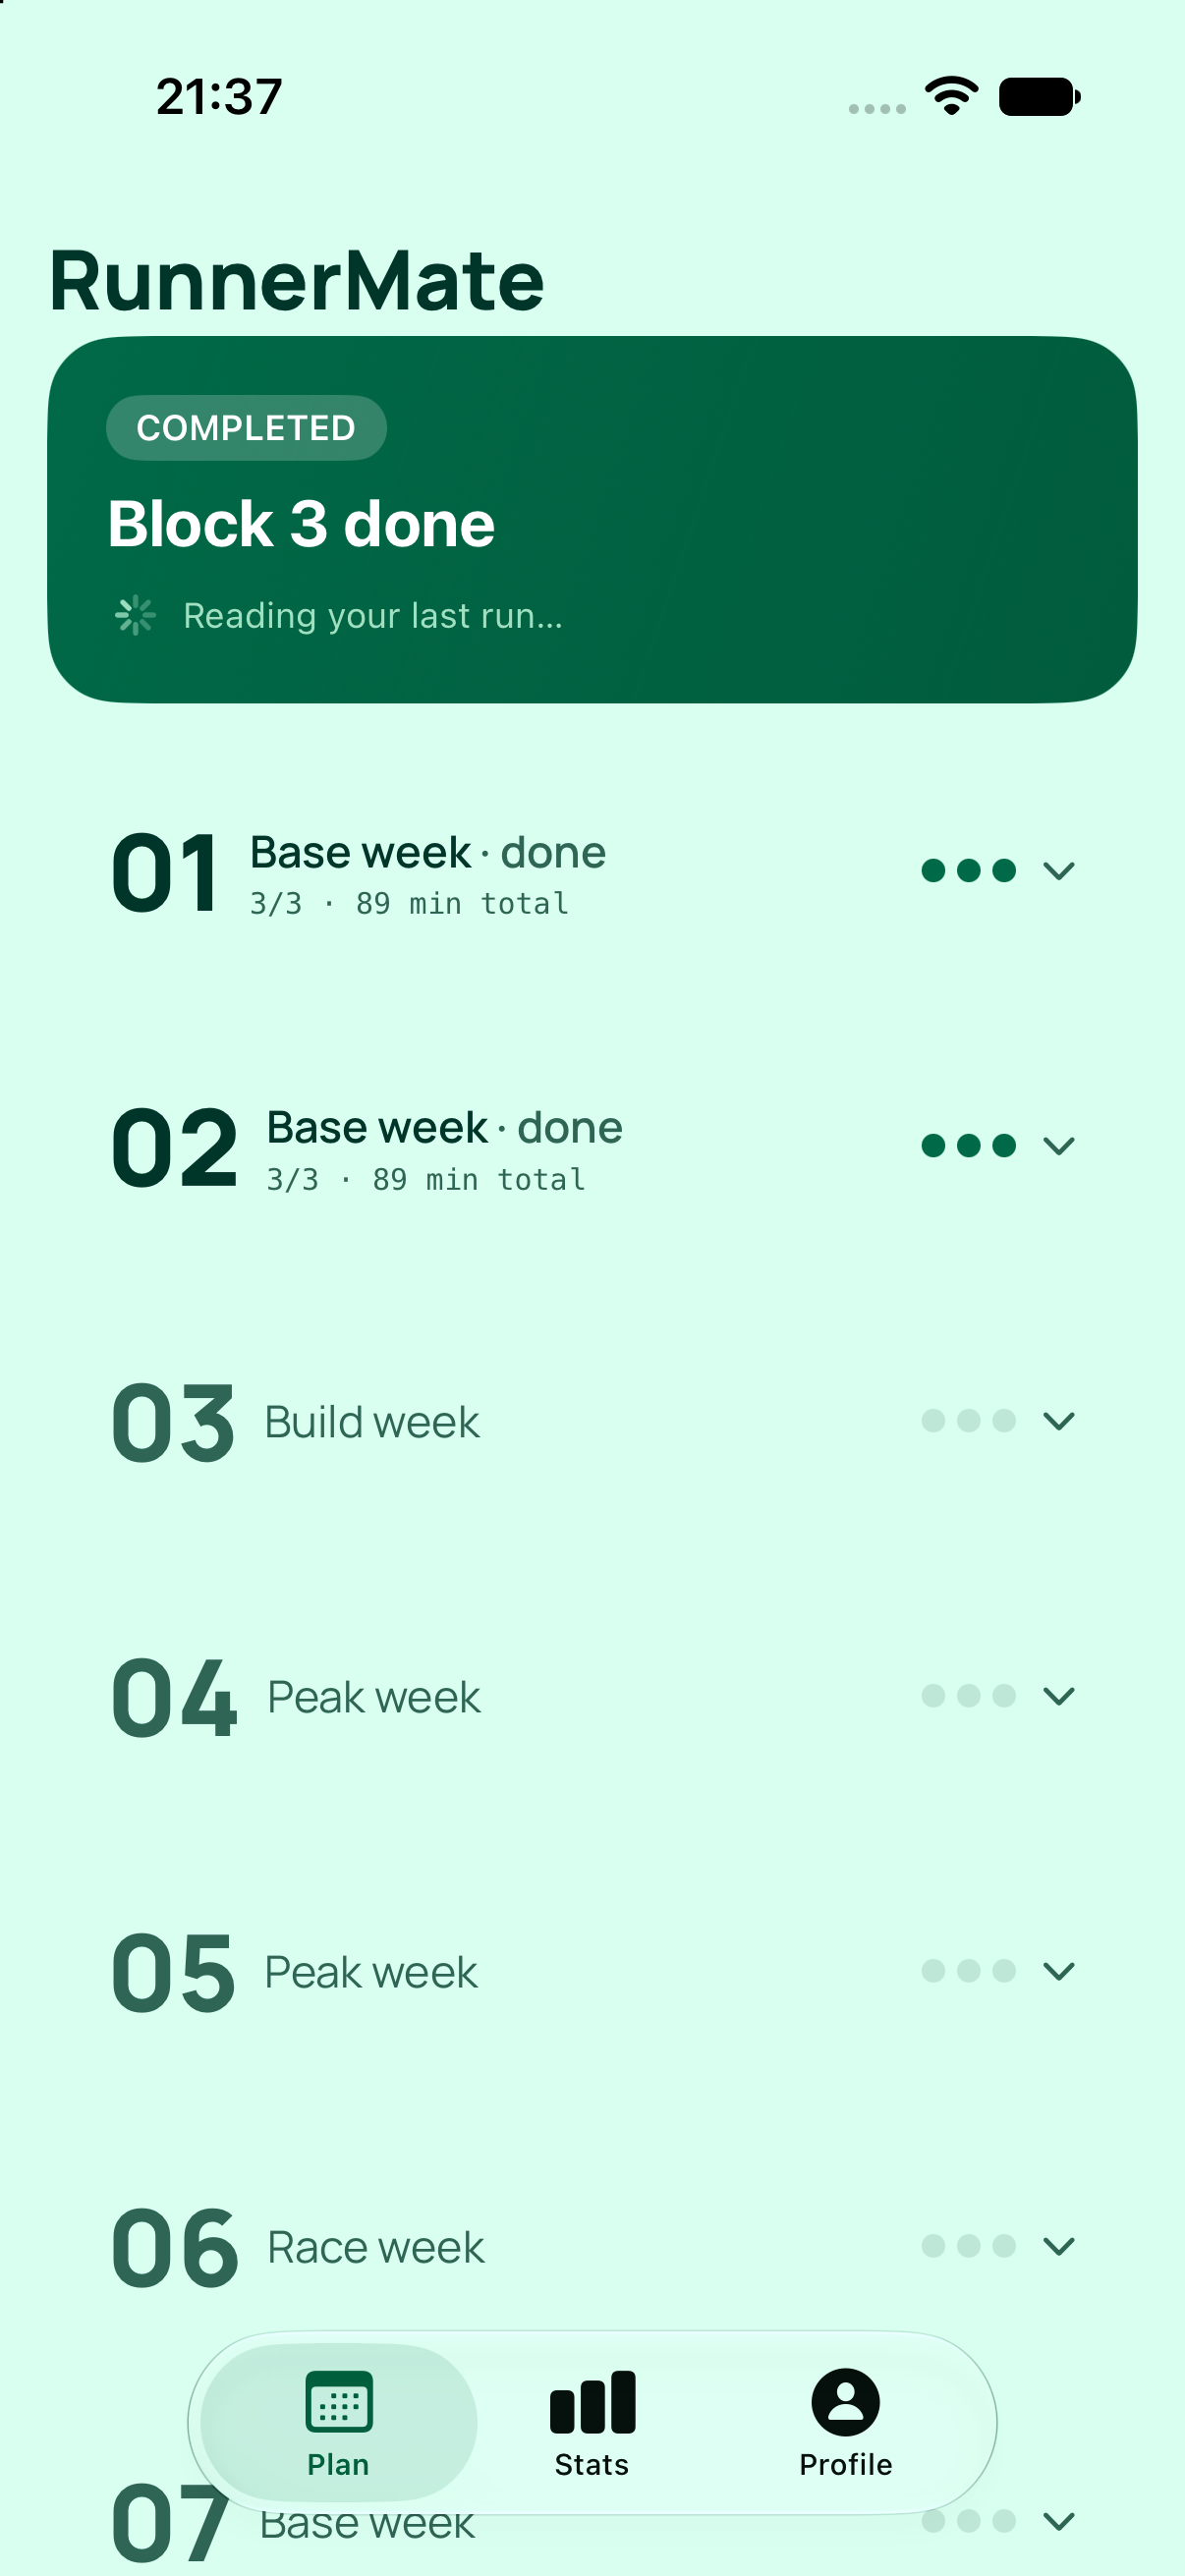 21:37
RunnerMate
COMPLETED
Block 3 done
Reading your last run...
01 Base week · done
3/3 · 89 min total
02 Base week · done
3/3 · 89 min total
03 Build week
04 Peak week
05 Peak week
06 Race week
Plan Stats Profile
07 Base week